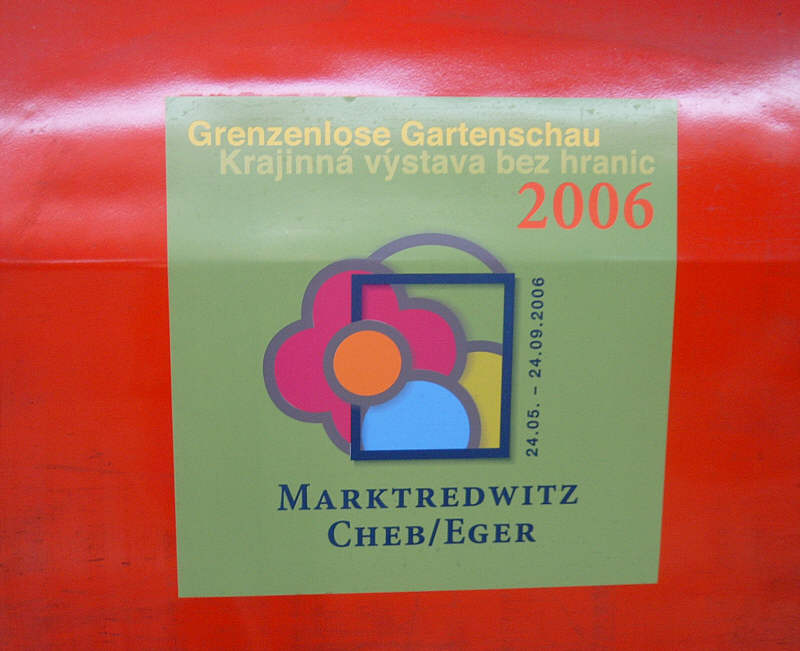 Grenzenlose Gartenschau
Krajinná výstava bez hranic
2006
24.05. – 24.09.2006
MARKTREDWITZ
CHEB/EGER